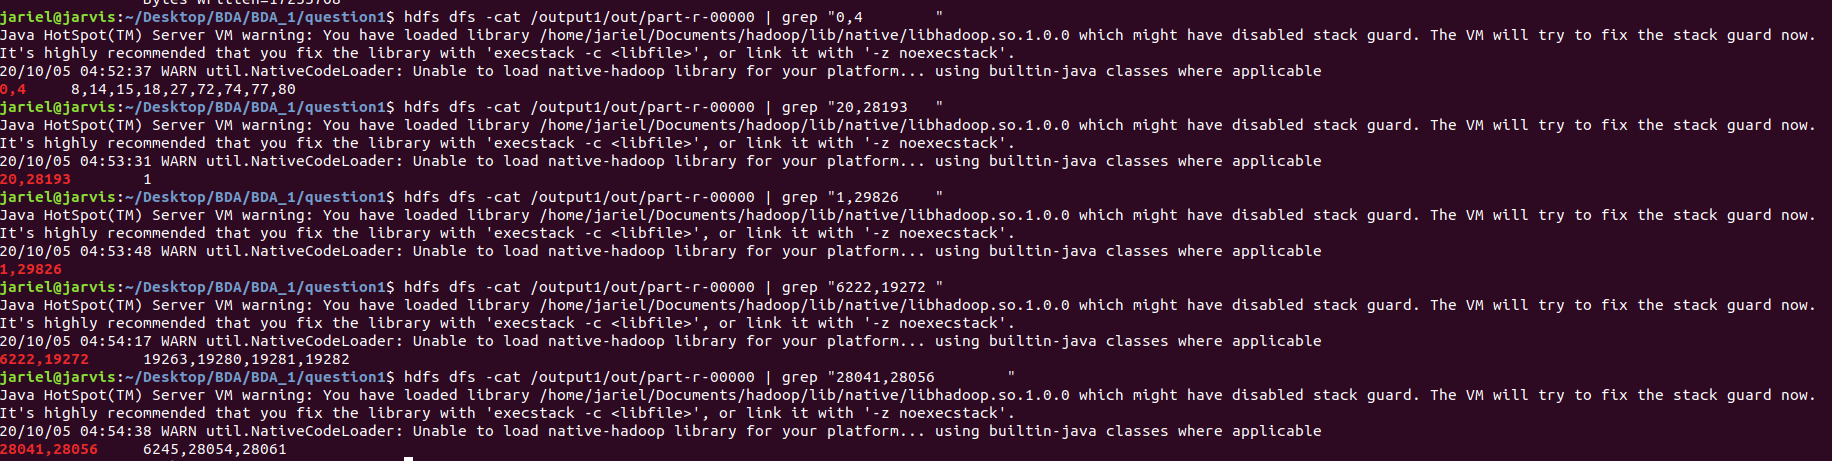 Bytes Written=17255768
jariel@jarvis:~/Desktop/BDA/BDA_1/question1$ hdfs dfs -cat /output1/out/part-r-00000 | grep "0,4        "
Java HotSpot(TM) Server VM warning: You have loaded library /home/jariel/Documents/hadoop/lib/native/libhadoop.so.1.0.0 which might have disabled stack guard. The VM will try to fix the stack guard now.
It's highly recommended that you fix the library with 'execstack -c <libfile>', or link it with '-z noexecstack'.
20/10/05 04:52:37 WARN util.NativeCodeLoader: Unable to load native-hadoop library for your platform... using builtin-java classes where applicable
0,4     8,14,15,18,27,72,74,77,80
jariel@jarvis:~/Desktop/BDA/BDA_1/question1$ hdfs dfs -cat /output1/out/part-r-00000 | grep "20,28193   "
Java HotSpot(TM) Server VM warning: You have loaded library /home/jariel/Documents/hadoop/lib/native/libhadoop.so.1.0.0 which might have disabled stack guard. The VM will try to fix the stack guard now.
It's highly recommended that you fix the library with 'execstack -c <libfile>', or link it with '-z noexecstack'.
20/10/05 04:53:31 WARN util.NativeCodeLoader: Unable to load native-hadoop library for your platform... using builtin-java classes where applicable
20,28193        1
jariel@jarvis:~/Desktop/BDA/BDA_1/question1$ hdfs dfs -cat /output1/out/part-r-00000 | grep "1,29826    "
Java HotSpot(TM) Server VM warning: You have loaded library /home/jariel/Documents/hadoop/lib/native/libhadoop.so.1.0.0 which might have disabled stack guard. The VM will try to fix the stack guard now.
It's highly recommended that you fix the library with 'execstack -c <libfile>', or link it with '-z noexecstack'.
20/10/05 04:53:48 WARN util.NativeCodeLoader: Unable to load native-hadoop library for your platform... using builtin-java classes where applicable
1,29826
jariel@jarvis:~/Desktop/BDA/BDA_1/question1$ hdfs dfs -cat /output1/out/part-r-00000 | grep "6222,19272 "
Java HotSpot(TM) Server VM warning: You have loaded library /home/jariel/Documents/hadoop/lib/native/libhadoop.so.1.0.0 which might have disabled stack guard. The VM will try to fix the stack guard now.
It's highly recommended that you fix the library with 'execstack -c <libfile>', or link it with '-z noexecstack'.
20/10/05 04:54:17 WARN util.NativeCodeLoader: Unable to load native-hadoop library for your platform... using builtin-java classes where applicable
6222,19272      19263,19280,19281,19282
jariel@jarvis:~/Desktop/BDA/BDA_1/question1$ hdfs dfs -cat /output1/out/part-r-00000 | grep "28041,28056        "
Java HotSpot(TM) Server VM warning: You have loaded library /home/jariel/Documents/hadoop/lib/native/libhadoop.so.1.0.0 which might have disabled stack guard. The VM will try to fix the stack guard now.
It's highly recommended that you fix the library with 'execstack -c <libfile>', or link it with '-z noexecstack'.
20/10/05 04:54:38 WARN util.NativeCodeLoader: Unable to load native-hadoop library for your platform... using builtin-java classes where applicable
28041,28056     6245,28054,28061